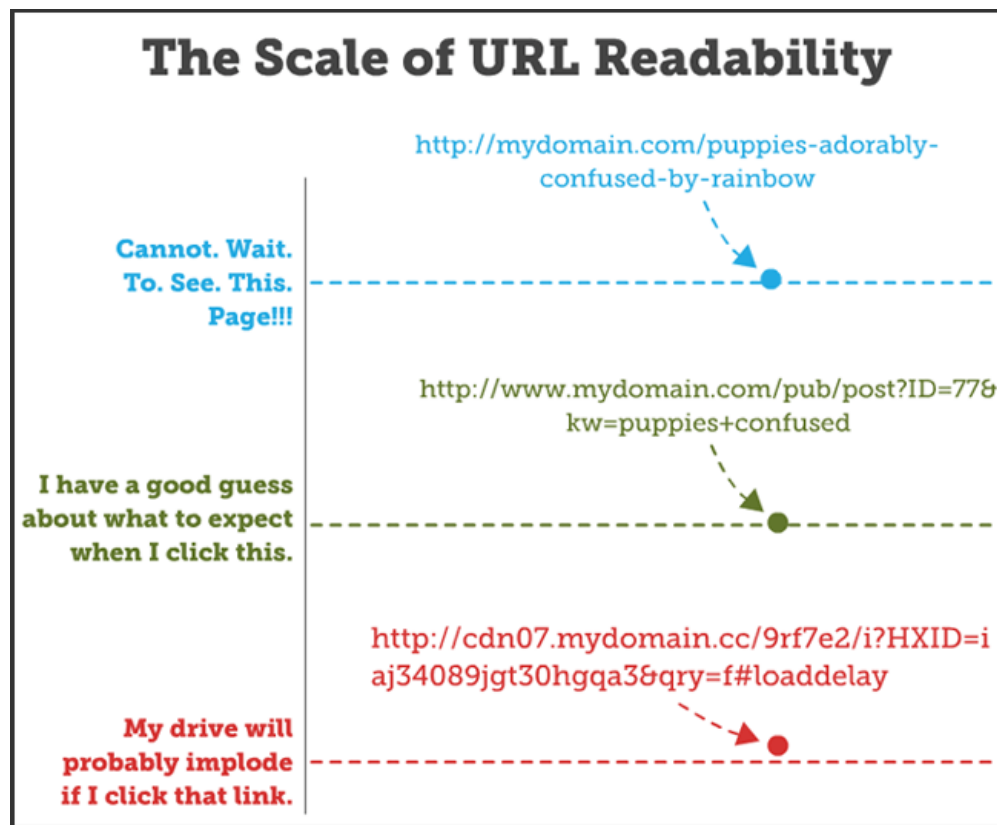 The Scale of URL Readability
http://mydomain.com/puppies-adorably-
confused-by-rainbow
Cannot. Wait.
To. See. This.
Page!!!
http://www.mydomain.com/pub/post?ID=77&
kw=puppies+confused
I have a good guess
about what to expect
when I click this.
http://cdn07.mydomain.cc/9rf7e2/i?HXID=i
aj34089jgt30hgqa3&qry=f#loaddelay
My drive will
probably implode
if I click that link.